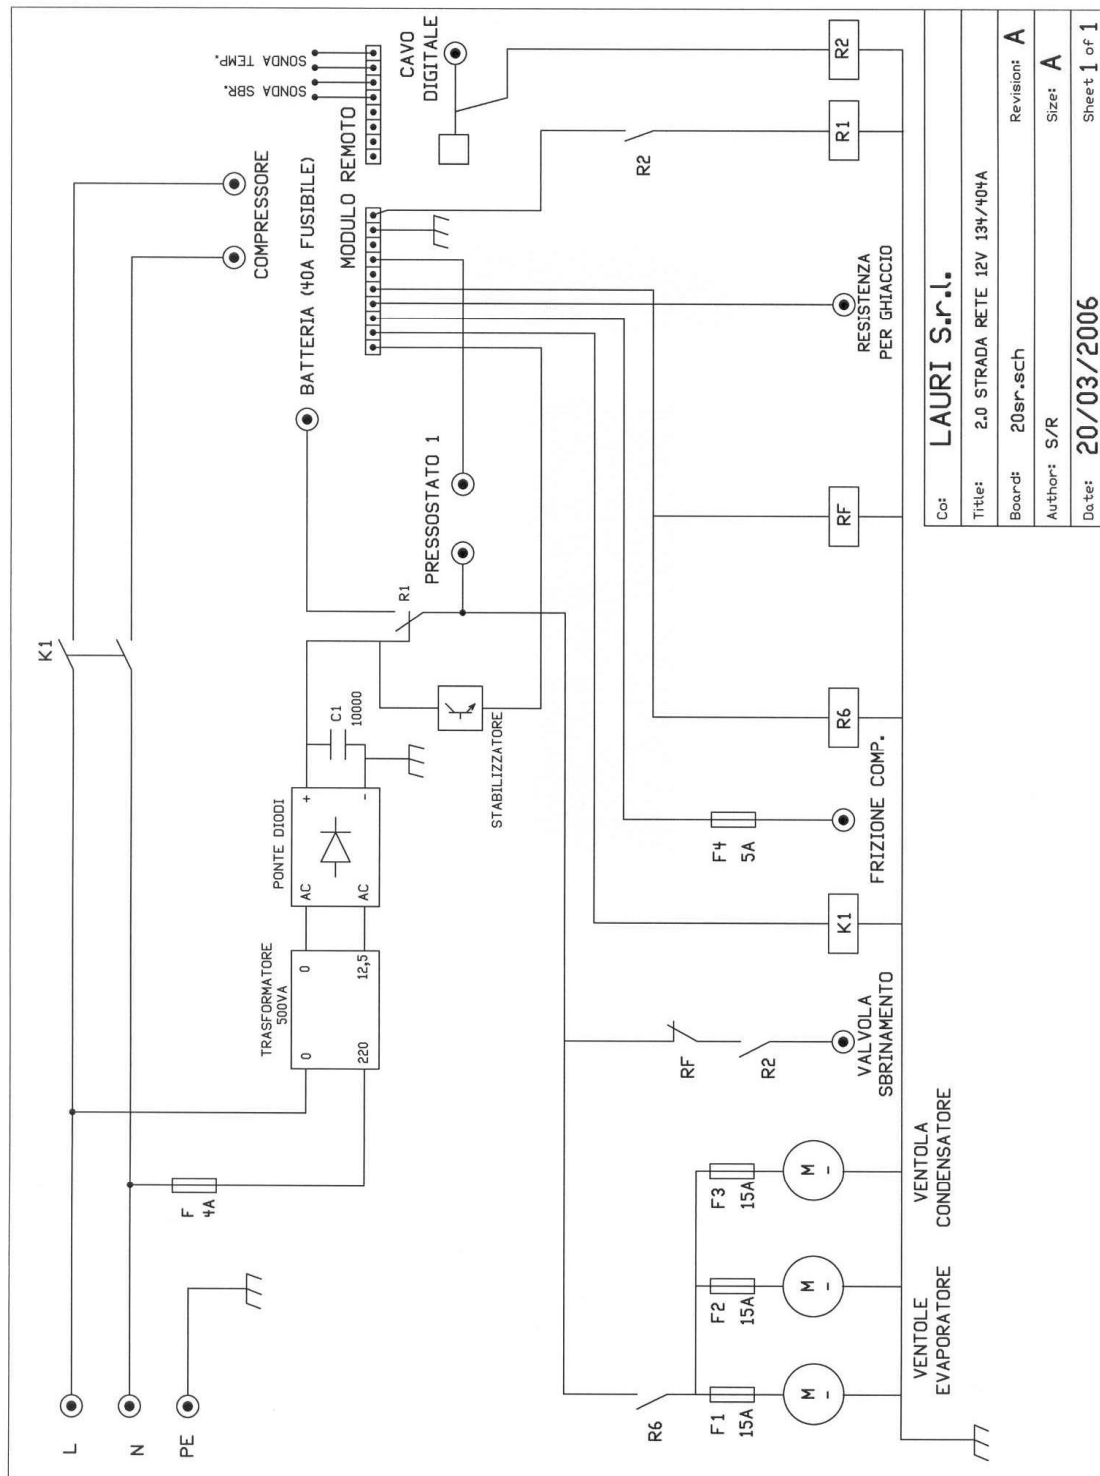 L
N
PE
K1
COMPRESSORE
F
4A
TRASFORMATORE
500VA
0
0
220
12,5
PONTE DIODI
AC
+
AC
-
C1
10000
STABILIZZATORE
R1
BATTERIA (40A FUSIBILE)
PRESSOSTATO 1
MODULO REMOTO
SONDA SBR.
SONDA TEMP.
CAVO
DIGITALE
R6
F1
15A
F2
15A
F3
15A
M
-
M
-
M
-
VENTOLE
EVAPORATORE
VENTOLA
CONDENSATORE
RF
R2
VALVOLA
SBRINAMENTO
K1
F4
5A
FRIZIONE COMP.
R6
RF
RESISTENZA
PER GHIACCIO
R2
R1
R2
Co: LAURI S.r.l.
Title: 2.0 STRADA RETE 12V 134/404A
Board: 20sr.sch Revision: A
Author: S/R Size: A
Date: 20/03/2006 Sheet 1 of 1